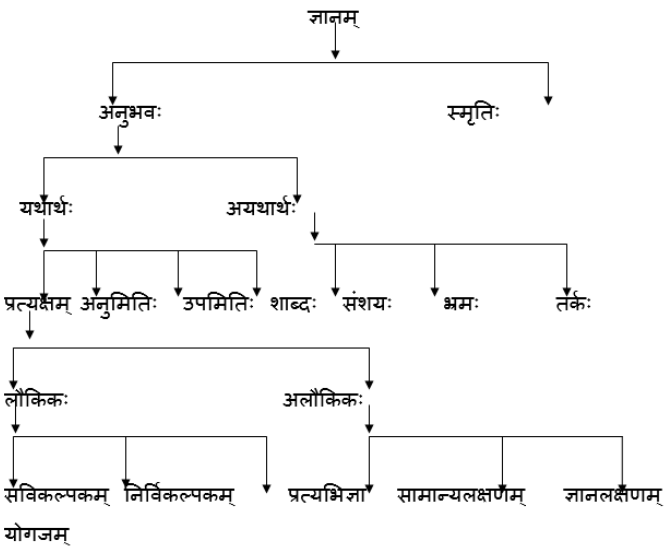 ज्ञानम्
अनुभवः स्मृतिः
यथार्थः अयथार्थः
प्रत्यक्षम् अनुमितिः उपमितिः शाब्दः संशयः भ्रमः तर्कः
लौकिकः अलौकिकः
सविकल्पकम् निर्विकल्पकम् प्रत्यभिज्ञा सामान्यलक्षणम् ज्ञानलक्षणम्
योगजम्